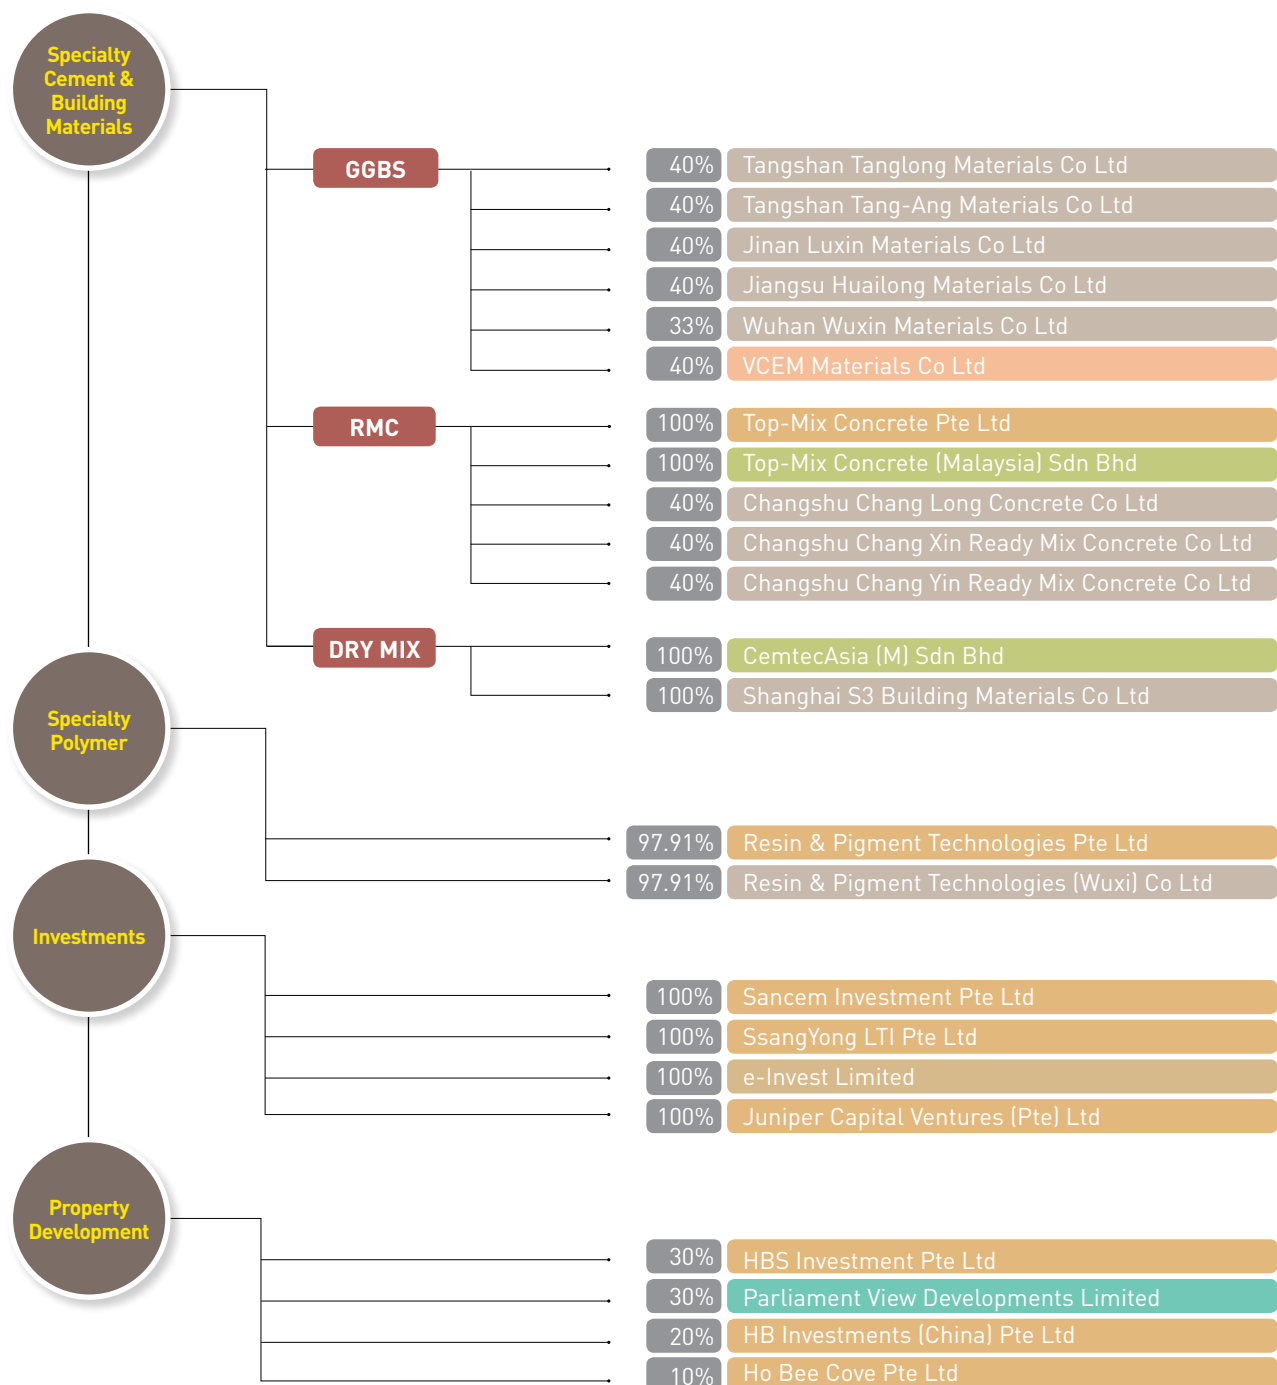 Specialty
Cement &
Building
Materials
GGBS
40% Tangshan Tanglong Materials Co Ltd
40% Tangshan Tang-Ang Materials Co Ltd
40% Jinan Luxin Materials Co Ltd
40% Jiangsu Huailong Materials Co Ltd
33% Wuhan Wuxin Materials Co Ltd
40% VCEM Materials Co Ltd
RMC
100% Top-Mix Concrete Pte Ltd
100% Top-Mix Concrete (Malaysia) Sdn Bhd
40% Changshu Chang Long Concrete Co Ltd
40% Changshu Chang Xin Ready Mix Concrete Co Ltd
40% Changshu Chang Yin Ready Mix Concrete Co Ltd
DRY MIX
100% CemtecAsia (M) Sdn Bhd
100% Shanghai S3 Building Materials Co Ltd
Specialty
Polymer
97.91% Resin & Pigment Technologies Pte Ltd
97.91% Resin & Pigment Technologies (Wuxi) Co Ltd
Investments
100% Sancem Investment Pte Ltd
100% SsangYong LTI Pte Ltd
100% e-Invest Limited
100% Juniper Capital Ventures (Pte) Ltd
Property
Development
30% HBS Investment Pte Ltd
30% Parliament View Developments Limited
20% HB Investments (China) Pte Ltd
10% Ho Bee Cove Pte Ltd